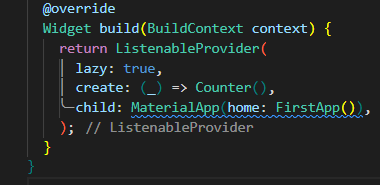 @override
Widget build(BuildContext context) {
return ListenableProvider(
lazy: true,
create: (_) => Counter(),
child: MaterialApp(home: FirstApp()),
); // ListenableProvider
}
}